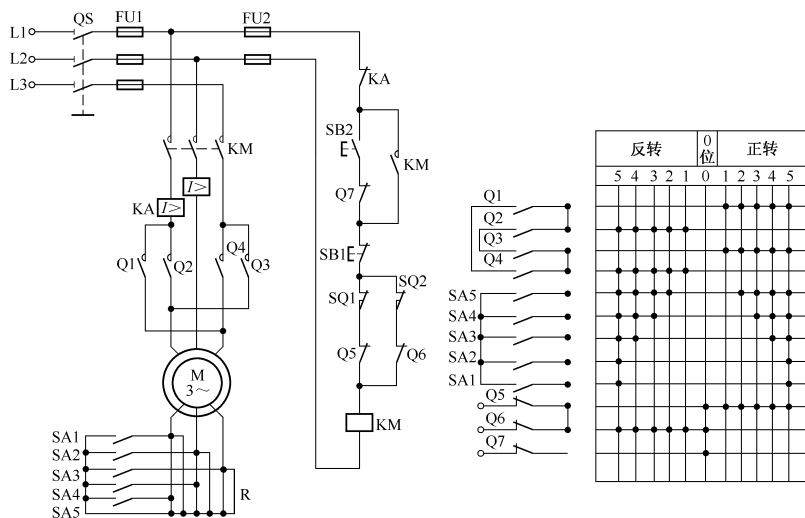 QS FU1 FU2
L1
L2
L3
KA
SB2
KM
KM
I>
KA I>
Q7
Q4
Q1 Q2 Q3
SB1
SQ1 SQ2
Q5 Q6
M
3～
KM
SA1
SA2
SA3
SA4
SA5
R
反转 0位 正转
5 4 3 2 1 0 1 2 3 4 5
Q1
Q2
Q3
Q4
SA5
SA4
SA3
SA2
SA1
Q5
Q6
Q7